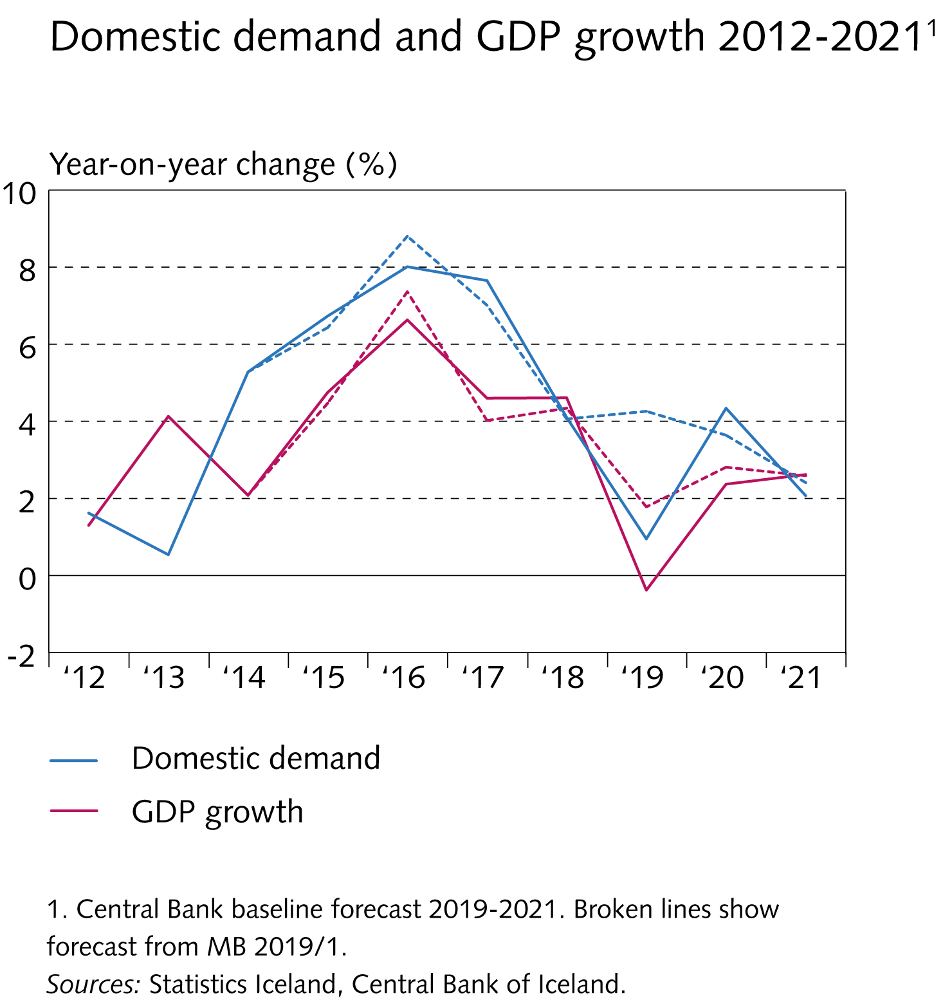 Domestic demand and GDP growth 2012-2021¹
Year-on-year change (%)
10
8
6
4
2
0
-2
‘12 ‘13 ‘14 ‘15 ‘16 ‘17 ‘18 ‘19 ‘20 ‘21
Domestic demand
GDP growth
1. Central Bank baseline forecast 2019-2021. Broken lines show
forecast from MB 2019/1.
Sources: Statistics Iceland, Central Bank of Iceland.